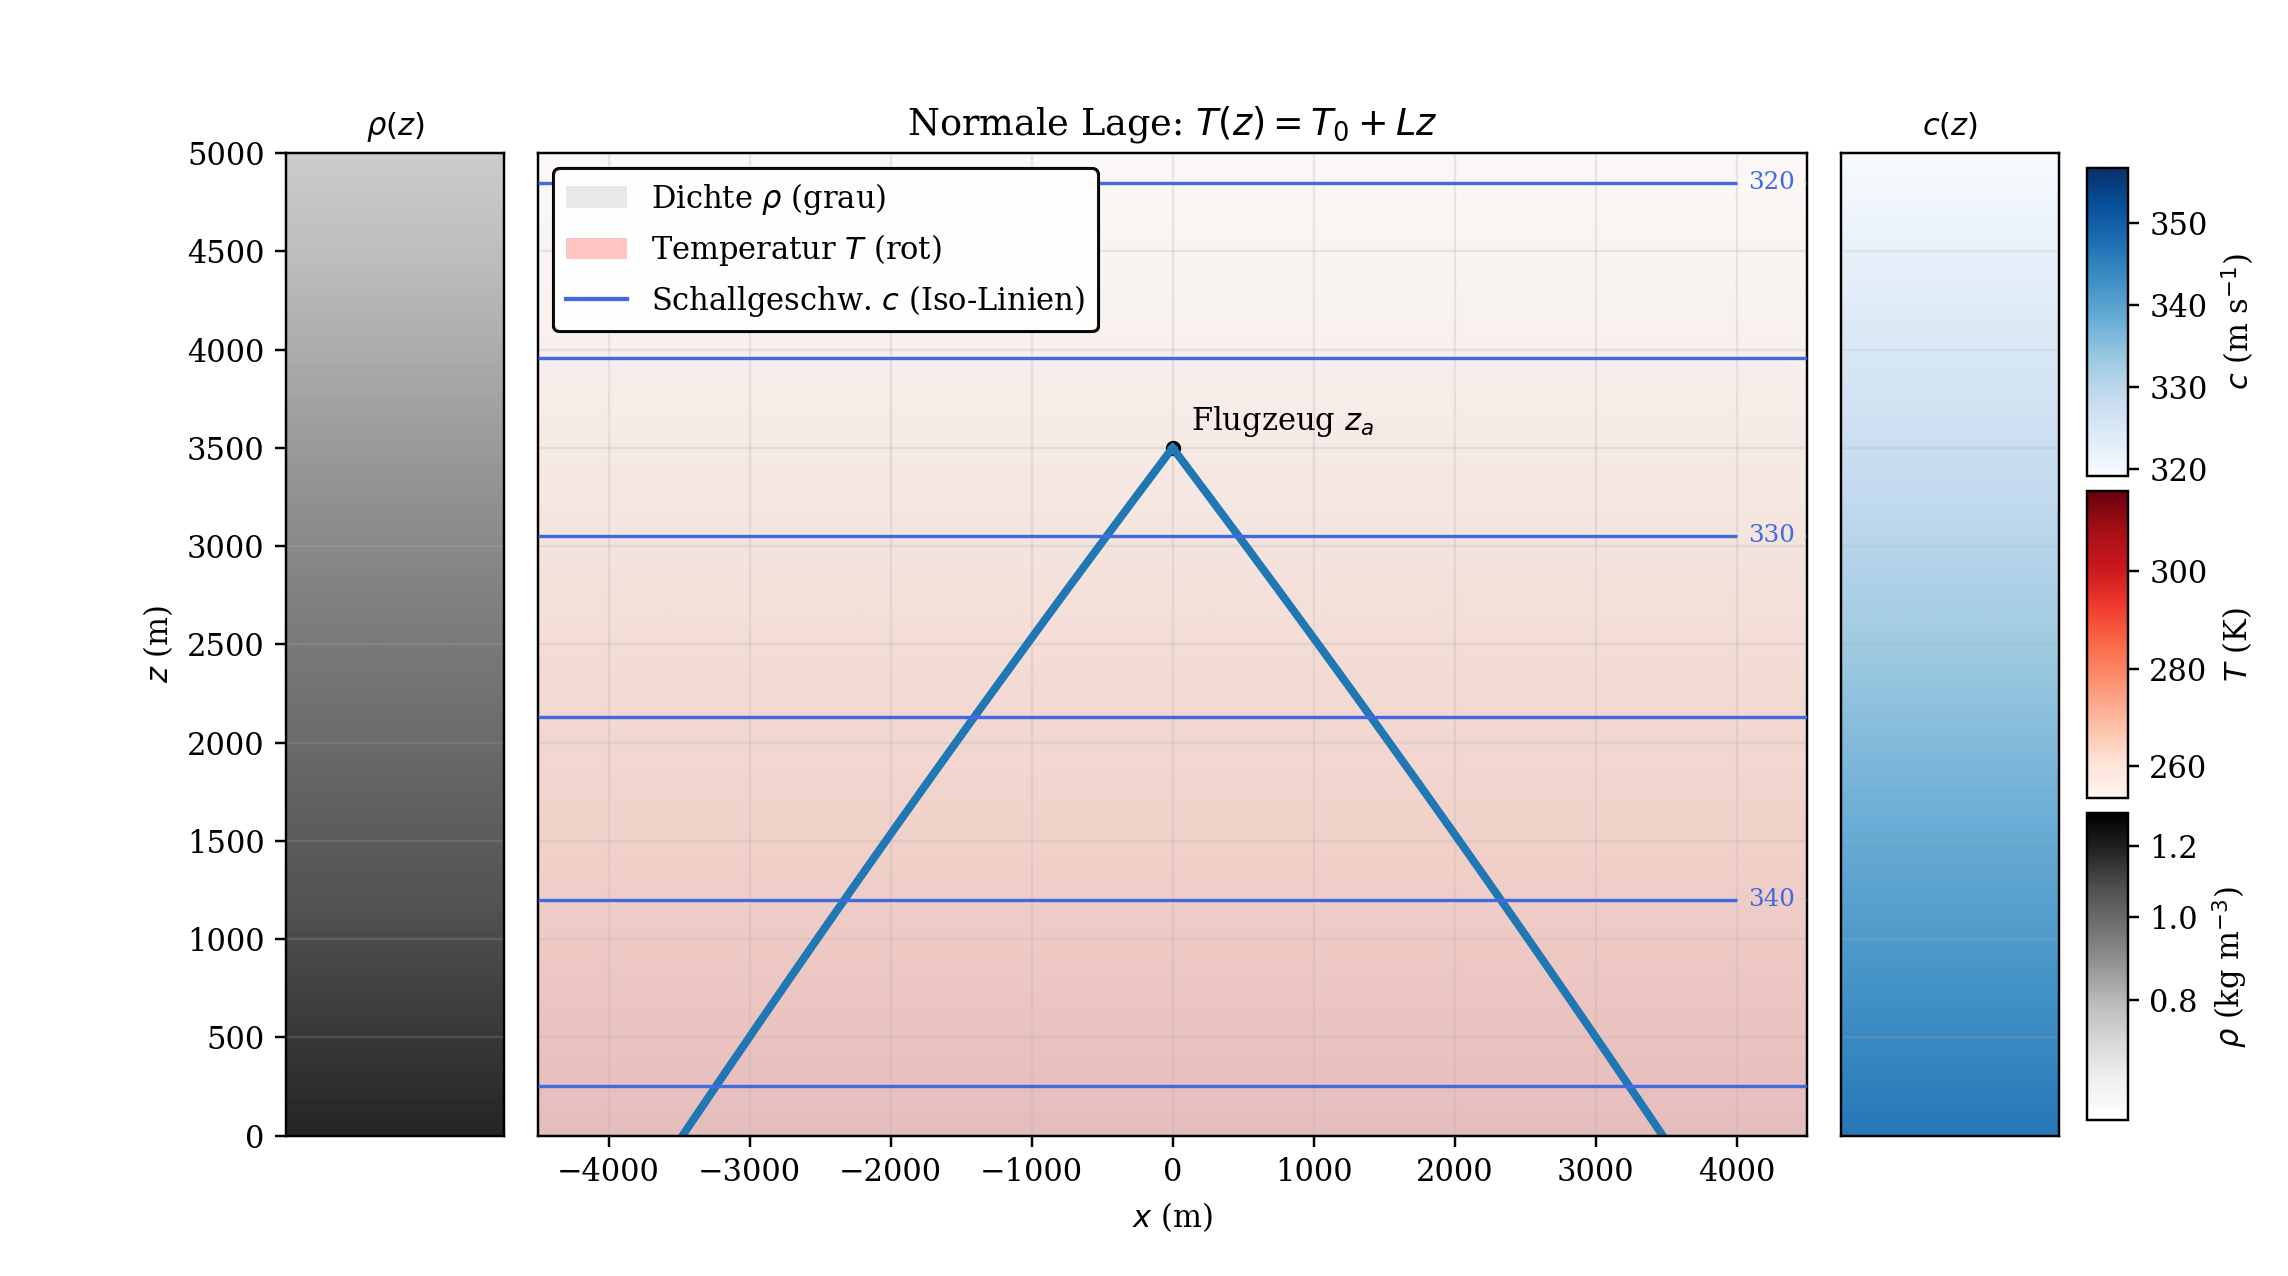 ρ(z)
Normale Lage: T(z) = T₀ + Lz
c(z)
5000
4500
4000
3500
3000
2500
2000
1500
1000
500
0
z (m)
Dichte ρ (grau)
Temperatur T (rot)
Schallgeschw. c (Iso-Linien)
320
Flugzeug zₐ
330
340
−4000 −3000 −2000 −1000 0 1000 2000 3000 4000
x (m)
350
340
330
320
c (m s⁻¹)
300
280
260
T (K)
1.2
1.0
0.8
ρ (kg m⁻³)